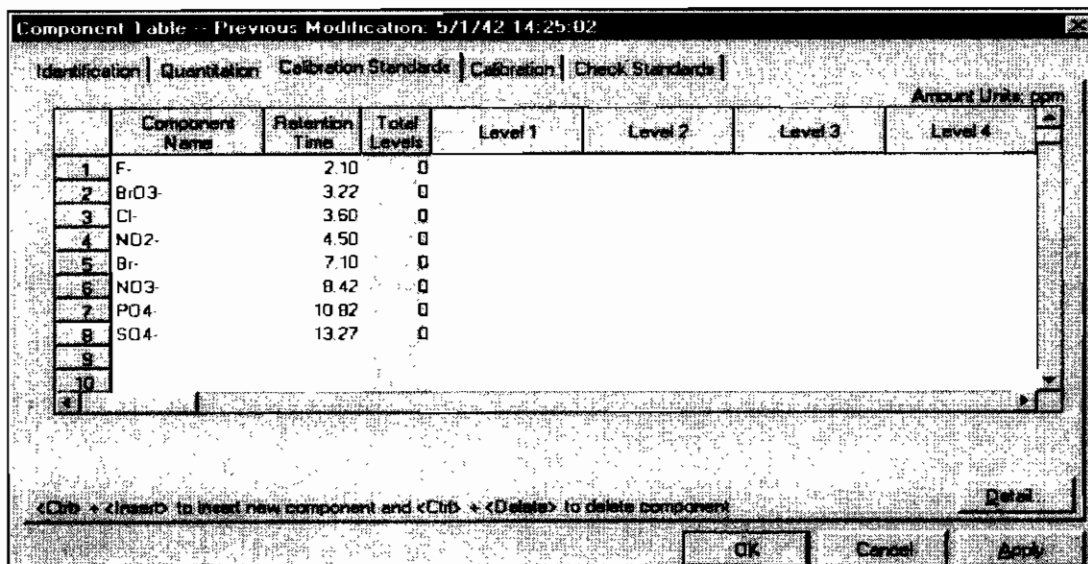 Component Table -- Previous Modification: 5/1/42 14:25:02
Identification Quantitation Calibration Standards Calibration Check Standards
Amount Units: ppm
Component Name Retention Time Total Levels Level 1 Level 2 Level 3 Level 4
1 F- 2.10 0
2 BrO3- 3.22 0
3 Cl- 3.60 0
4 NO2- 4.50 0
5 Br- 7.10 0
6 NO3- 8.42 0
7 PO4- 10.82 0
8 SO4- 13.27 0
9
10
<Ctrl> + <Insert> to insert new component and <Ctrl> + <Delete> to delete component
Detail...
OK Cancel Apply